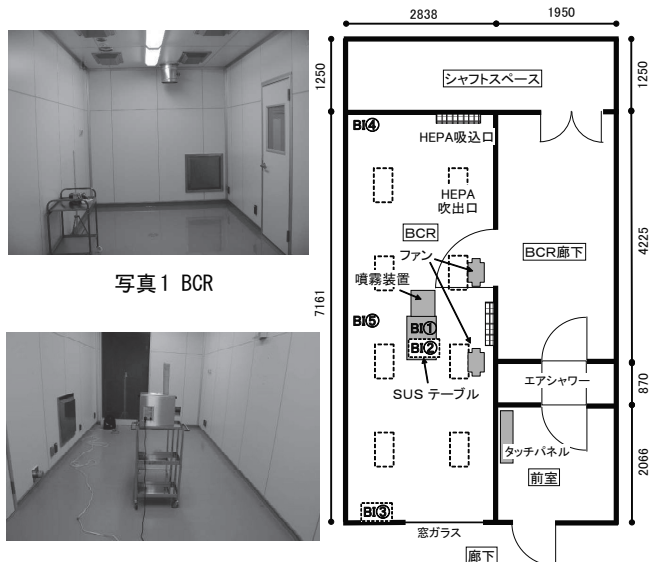 写真1 BCR
2838
1950
1250
1250
シャフトスペース
BI④
HEPA吸込口
HEPA
吹出口
BCR
ファン
BCR廊下
噴霧装置
4225
7161
BI⑤
BI①
BI②
SUS テーブル
エアシャワー
870
タッチパネル
前室
2066
BI③
窓ガラス
廊下